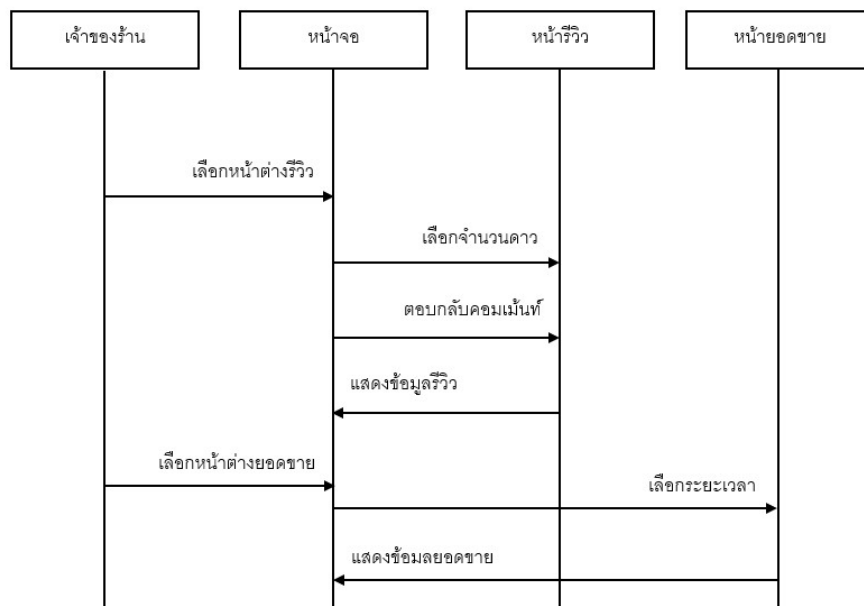 เจ้าของร้าน
หน้าจอ
หน้ารีวิว
หน้ายอดขาย
เลือกหน้าต่างรีวิว
เลือกจำนวนดาว
ตอบกลับคอมเม้นท์
แสดงข้อมูลรีวิว
เลือกหน้าต่างยอดขาย
เลือกระยะเวลา
แสดงข้อมลยอดขาย